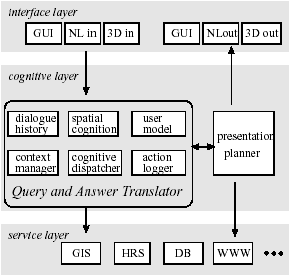 interface layer
GUI NL in 3D in GUI NLout 3D out
cognitive layer
dialogue history
spatial cognition
user model
context manager
cognitive dispatcher
action logger
Query and Answer Translator
presentation planner
service layer
GIS HRS DB WWW